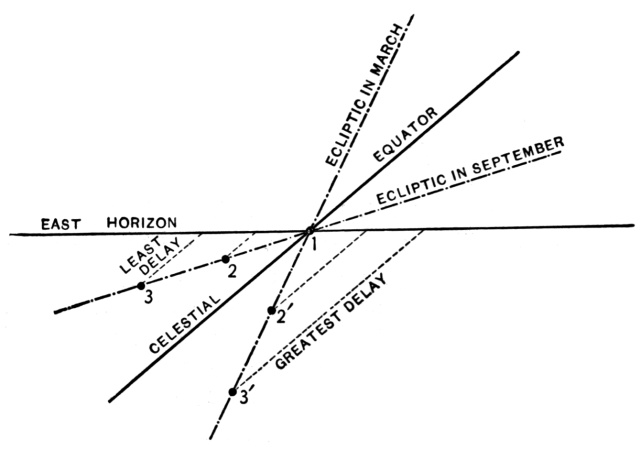 ECLIPTIC IN MARCH
EQUATOR
ECLIPTIC IN SEPTEMBER
EAST HORIZON
1
LEAST
DELAY
2
3
CELESTIAL
2'
GREATEST DELAY
3'